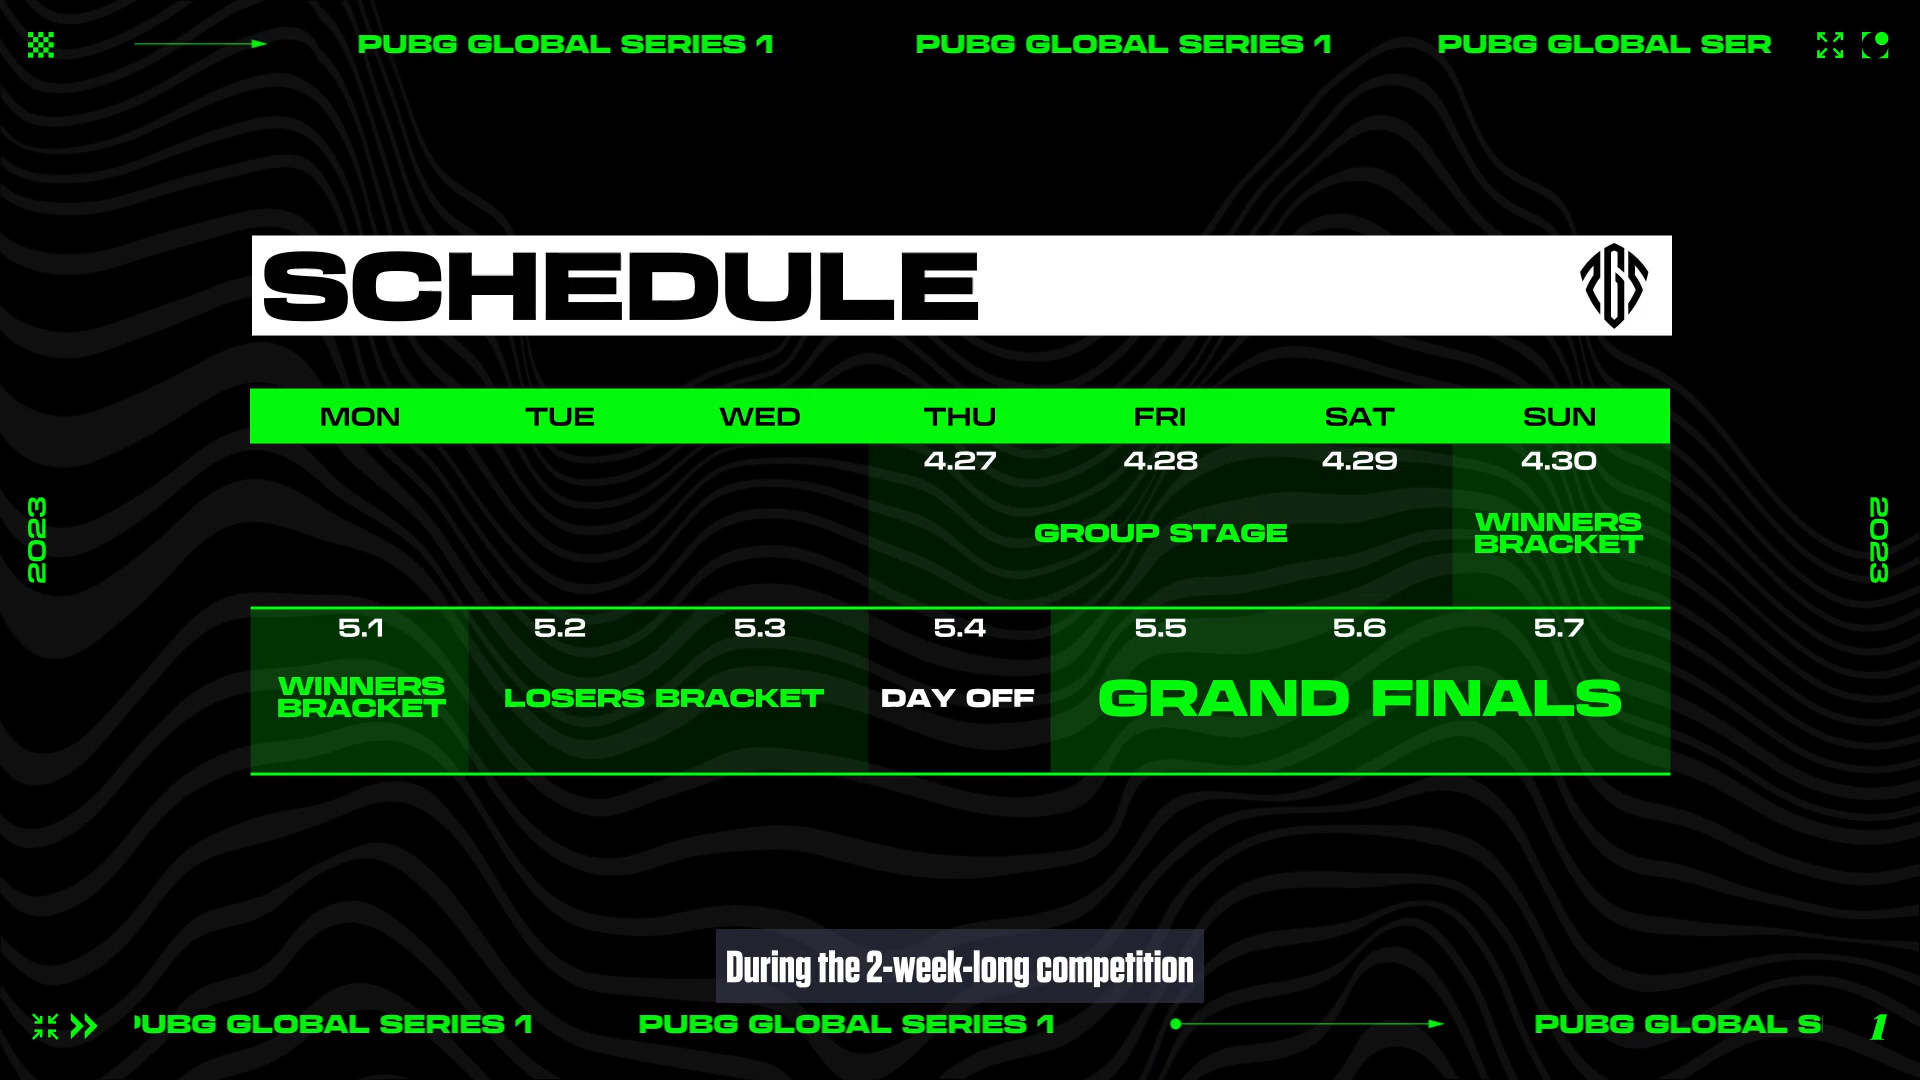 PUBG GLOBAL SERIES 1
PUBG GLOBAL SERIES 1
PUBG GLOBAL SER
SCHEDULE
MON TUE WED THU FRI SAT SUN
4.27 4.28 4.29 4.30
GROUP STAGE
WINNERS
BRACKET
2023
2023
5.1 5.2 5.3 5.4 5.5 5.6 5.7
WINNERS
BRACKET
LOSERS BRACKET
DAY OFF
GRAND FINALS
During the 2-week-long competition
PUBG GLOBAL SERIES 1
PUBG GLOBAL SERIES 1
PUBG GLOBAL S
1